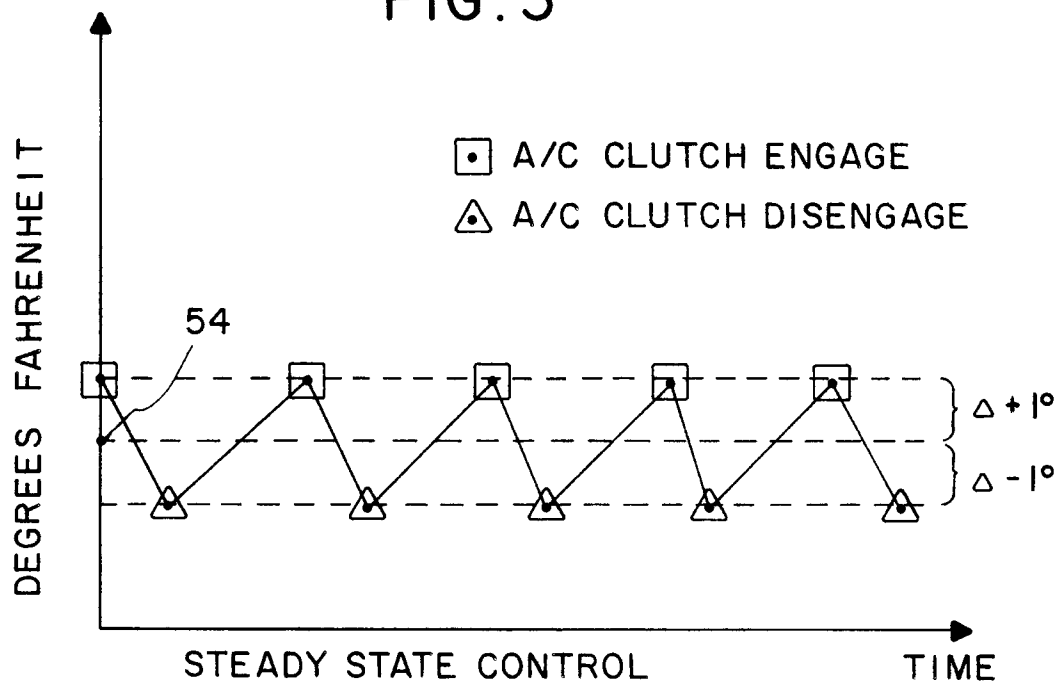 FIG. 5
A/C CLUTCH ENGAGE
A/C CLUTCH DISENGAGE
54
DEGREES FAHRENHEIT
Δ + 1°
Δ - 1°
STEADY STATE CONTROL
TIME